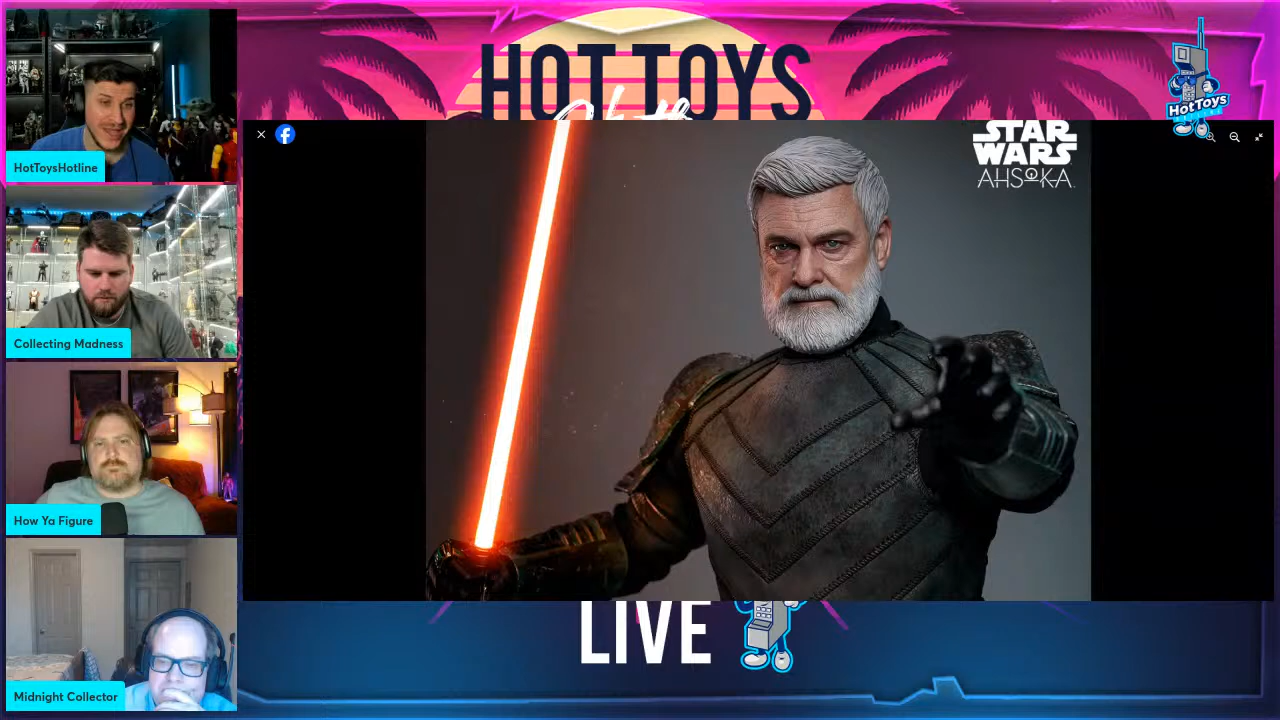 HotToysHotline
Collecting Madness
How Ya Figure
Midnight Collector
HOT TOYS
STAR
WARS
AHSOKA
HotToys
LIVE